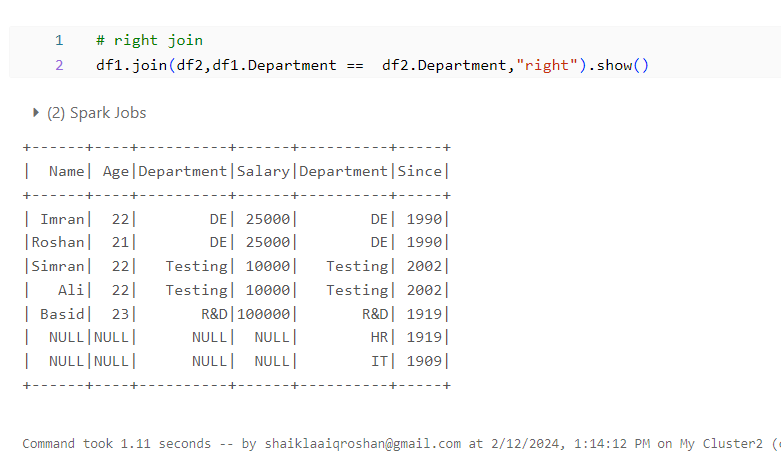 1 # right join
2 df1.join(df2,df1.Department ==  df2.Department,"right").show()
(2) Spark Jobs
+------+----+----------+------+----------+-----+
|  Name| Age|Department|Salary|Department|Since|
+------+----+----------+------+----------+-----+
| Imran|  22|        DE| 25000|        DE| 1990|
|Roshan|  21|        DE| 25000|        DE| 1990|
|Simran|  22|   Testing| 10000|   Testing| 2002|
|   Ali|  22|   Testing| 10000|   Testing| 2002|
| Basid|  23|       R&D|100000|       R&D| 1919|
|  NULL|NULL|      NULL|  NULL|        HR| 1919|
|  NULL|NULL|      NULL|  NULL|        IT| 1909|
+------+----+----------+------+----------+-----+
Command took 1.11 seconds -- by shaiklaaiqroshan@gmail.com at 2/12/2024, 1:14:12 PM on My Cluster2 (